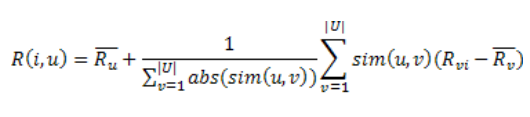 R(i,u) = \overline{R_u} + \frac{1}{\sum_{v=1}^{|U|} abs(sim(u,v))} \sum_{v=1}^{|U|} sim(u,v)(R_{vi} - \overline{R_v})